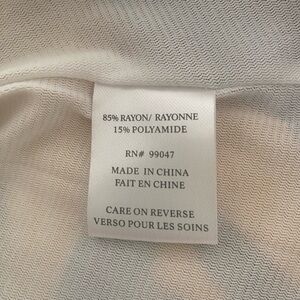 85% RAYON/ RAYONNE
15% POLYAMIDE
RN# 99047
MADE IN CHINA
FAIT EN CHINE
CARE ON REVERSE
VERSO POUR LES SOINS